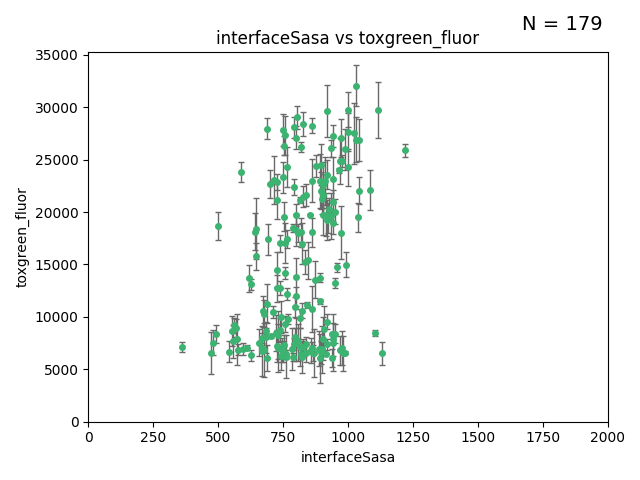 N = 179
interfaceSasa vs toxgreen_fluor
35000
30000
25000
20000
15000
10000
5000
0
toxgreen_fluor
0 250 500 750 1000 1250 1500 1750 2000
interfaceSasa